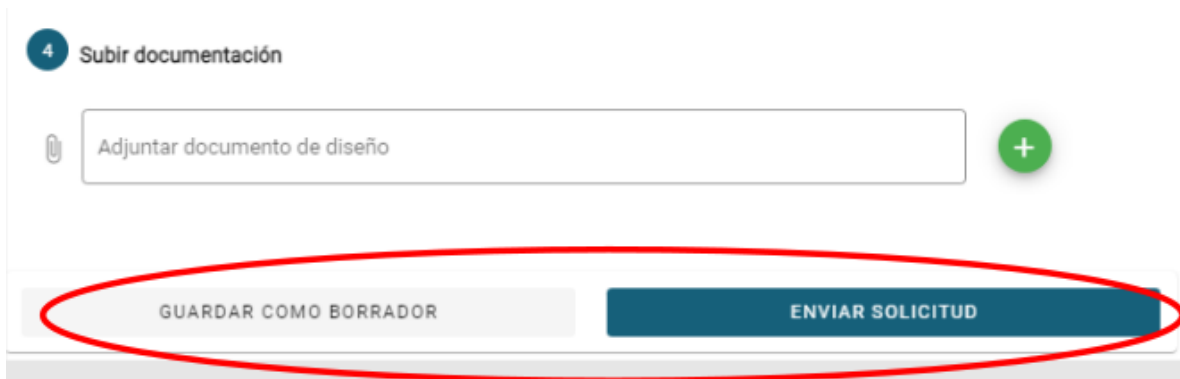 4
Subir documentación
Adjuntar documento de diseño
+
GUARDAR COMO BORRADOR
ENVIAR SOLICITUD